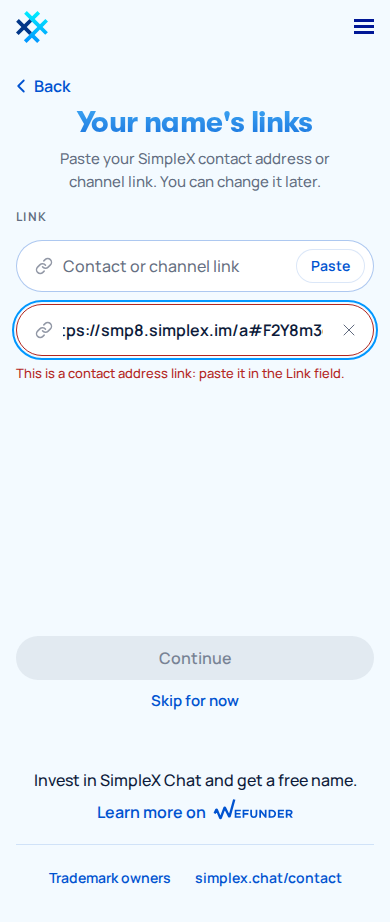 Back
Your name's links
Paste your SimpleX contact address or
channel link. You can change it later.
LINK
Contact or channel link
Paste
:ps://smp8.simplex.im/a#F2Y8m3
This is a contact address link: paste it in the Link field.
Continue
Skip for now
Invest in SimpleX Chat and get a free name.
Learn more on WEFUNDER
Trademark owners simplex.chat/contact